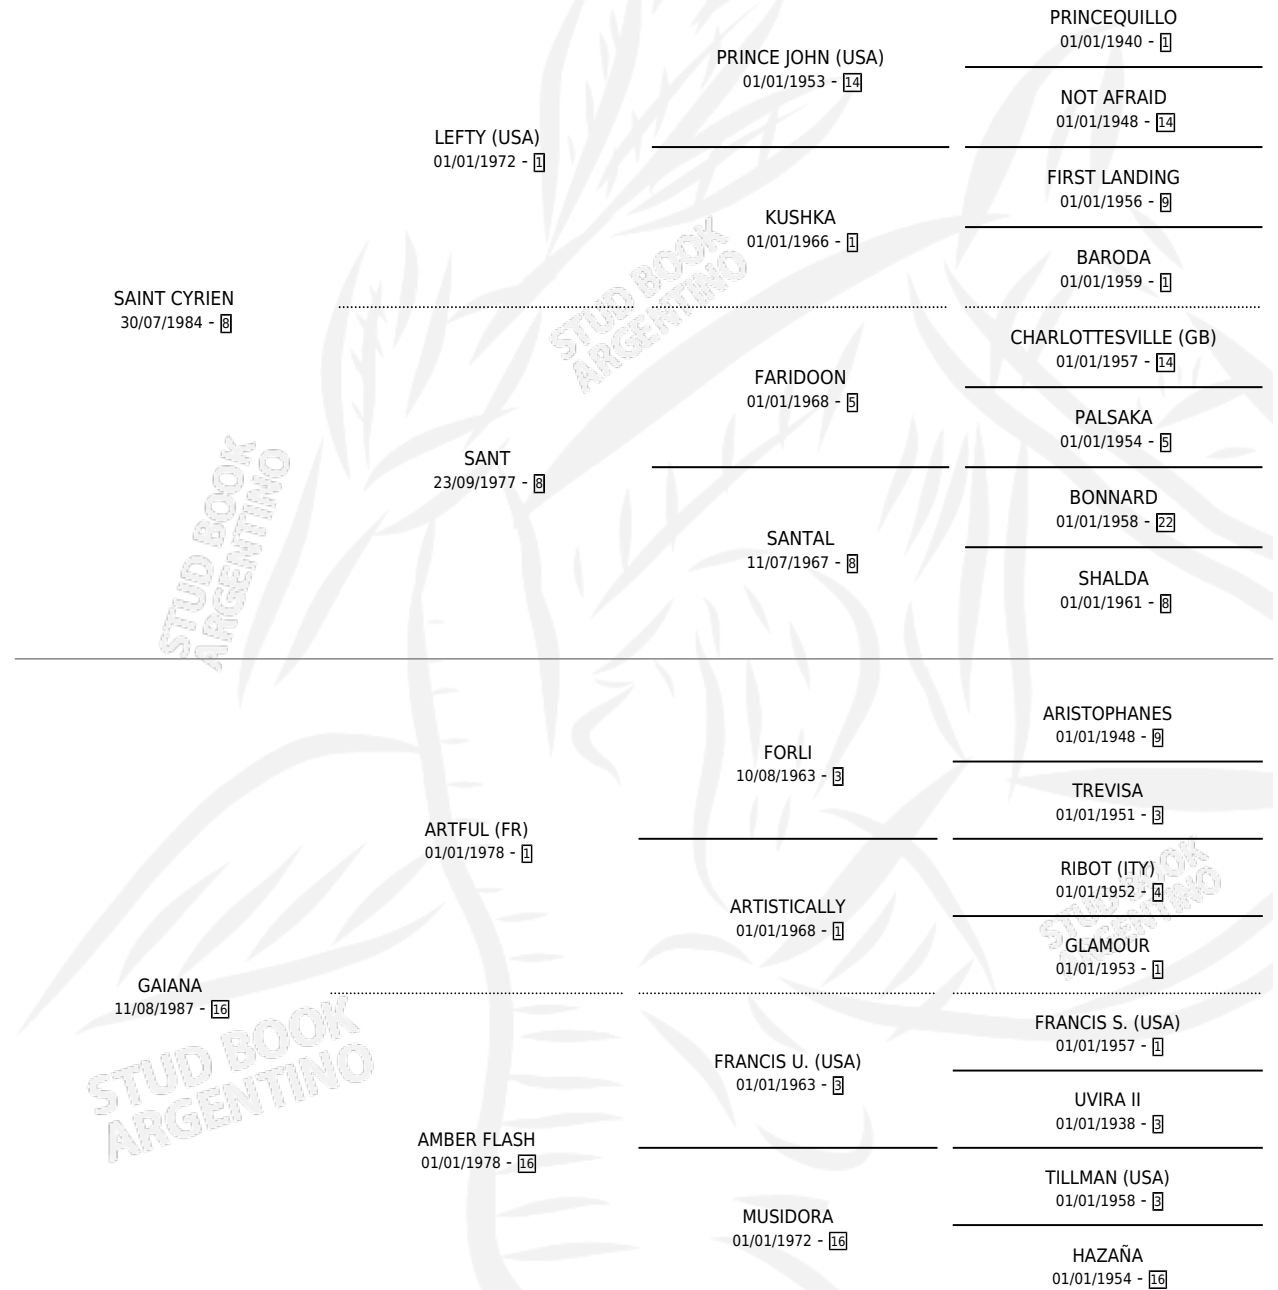 PRINCEQUILLO
01/01/1940 - 1
PRINCE JOHN (USA)
01/01/1953 - 14
NOT AFRAID
01/01/1948 - 14
LEFTY (USA)
01/01/1972 - 1
FIRST LANDING
01/01/1956 - 9
KUSHKA
01/01/1966 - 1
BARODA
01/01/1959 - 1
SAINT CYRIEN
30/07/1984 - 8
STUD BOOK
ARGENTINO
CHARLOTTESVILLE (GB)
01/01/1957 - 14
FARIDOON
01/01/1968 - 5
PALSAKA
01/01/1954 - 5
SANT
23/09/1977 - 8
BONNARD
01/01/1958 - 22
SANTAL
11/07/1967 - 8
SHALDA
01/01/1961 - 8
STUD BOOK
ARGENTINO
ARISTOPHANES
01/01/1948 - 9
FORLI
10/08/1963 - 3
TREVISA
01/01/1951 - 3
ARTFUL (FR)
01/01/1978 - 1
RIBOT (ITY)
01/01/1952 - 4
ARTISTICALLY
01/01/1968 - 1
GLAMOUR
01/01/1953 - 1
STUD BOOK
ARGENTINO
GAIANA
11/08/1987 - 16
FRANCIS S. (USA)
01/01/1957 - 1
FRANCIS U. (USA)
01/01/1963 - 3
UVIRA II
01/01/1938 - 3
STUD BOOK
ARGENTINO
AMBER FLASH
01/01/1978 - 16
TILLMAN (USA)
01/01/1958 - 3
MUSIDORA
01/01/1972 - 16
HAZAÑA
01/01/1954 - 16